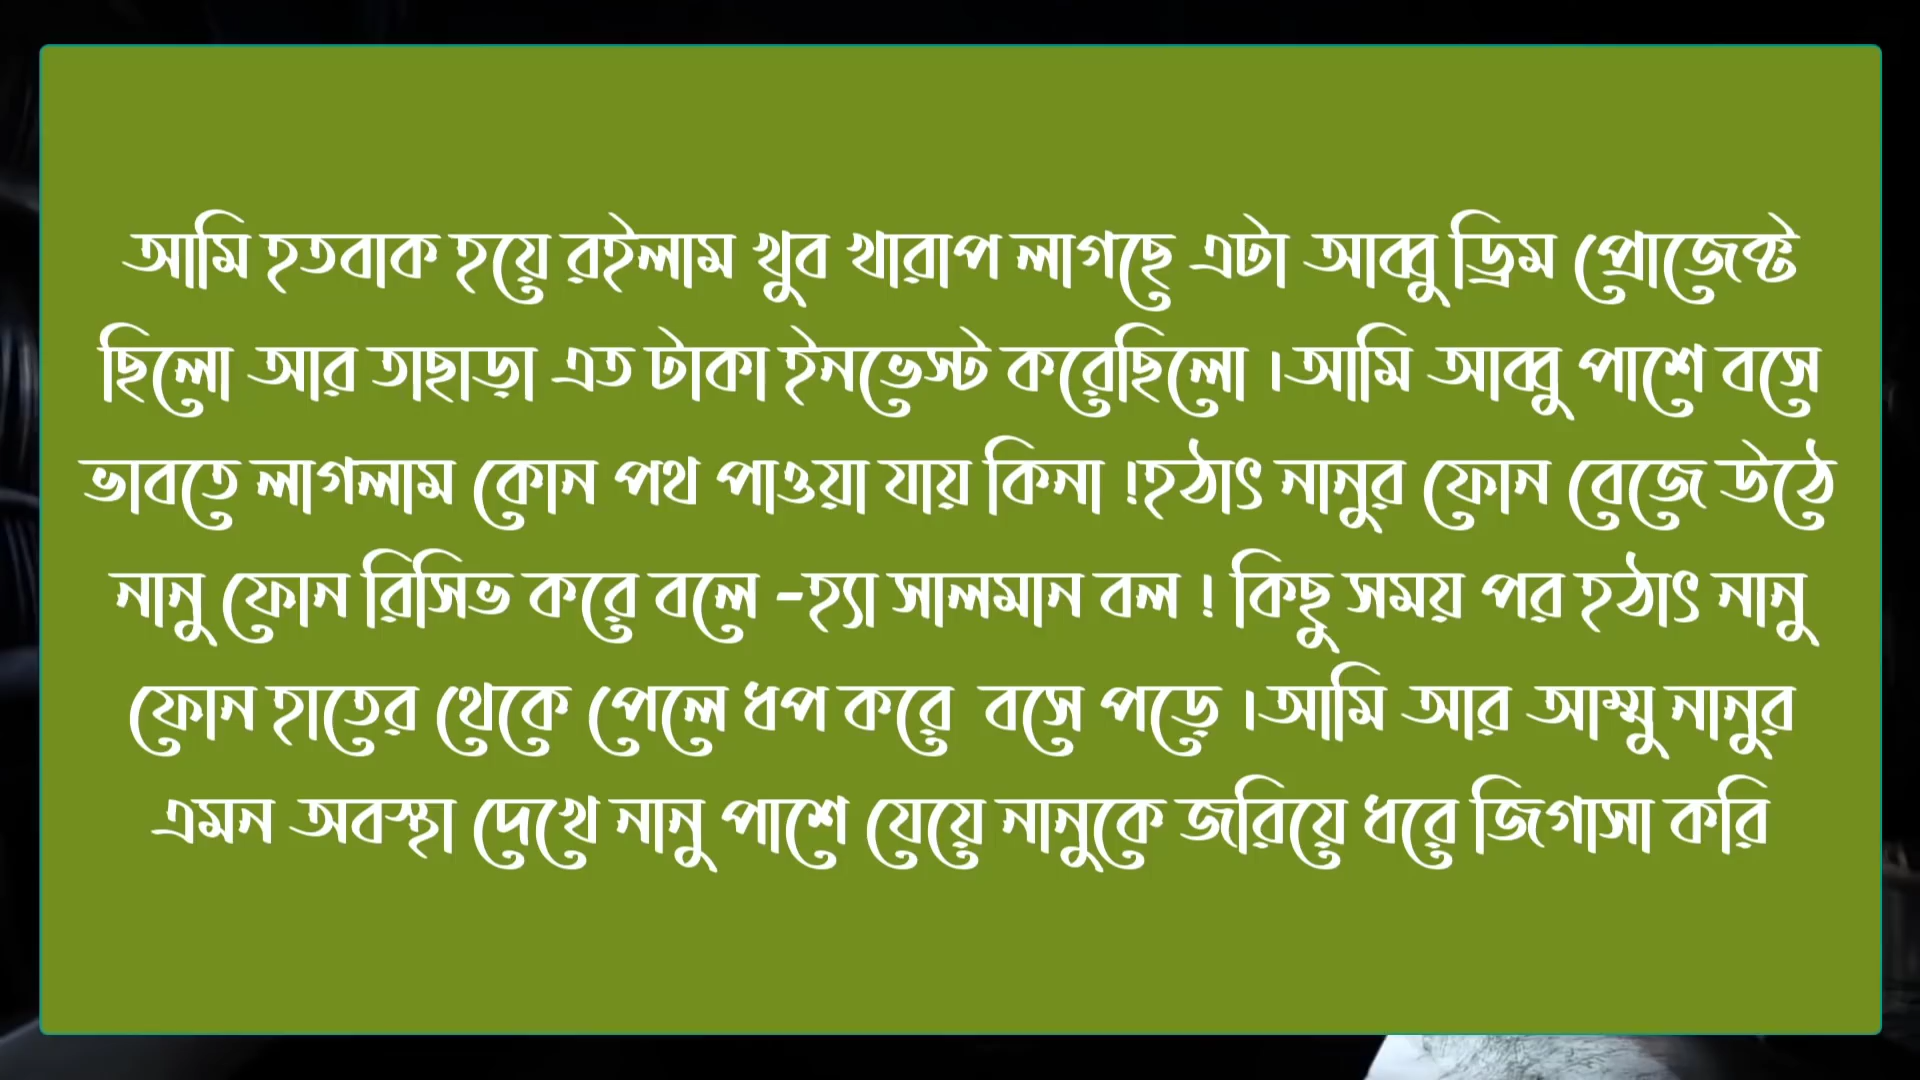 আমি হতবাক হয়ে রইলাম খুব খারাপ লাগছে এটা আব্বু ড্রিম প্রোজেক্ট
ছিলো আর তাছাড়া এত টাকা ইনভেস্ট করেছিলো ।আমি আব্বু পাশে বসে
ভাবতে লাগলাম কোন পথ পাওয়া যায় কিনা !হঠাৎ নানুর ফোন বেজে উঠে
নানু ফোন রিসিভ করে বলে -হ্যা সালমান বল ! কিছু সময় পর হঠাৎ নানু
ফোন হাতের থেকে পেলে ধপ করে বসে পড়ে ।আমি আর আম্মু নানুর
এমন অবস্থা দেখে নানু পাশে যেয়ে নানুকে জরিয়ে ধরে জিগাসা করি